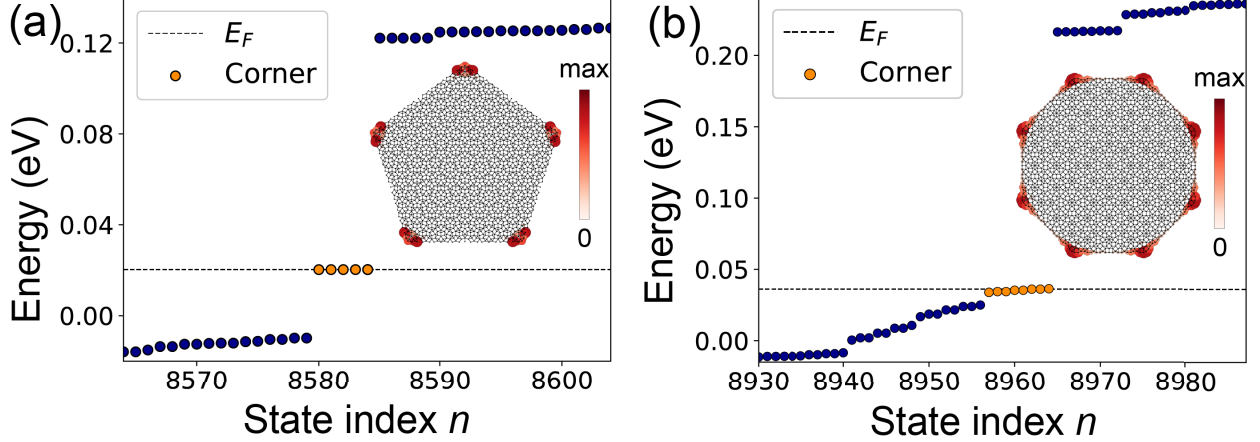 (a)
E_F
Corner
max
0
0.12
0.08
0.04
0.00
Energy (eV)
8570 8580 8590 8600
State index n
(b)
E_F
Corner
max
0
0.20
0.15
0.10
0.05
0.00
Energy (eV)
8930 8940 8950 8960 8970 8980
State index n